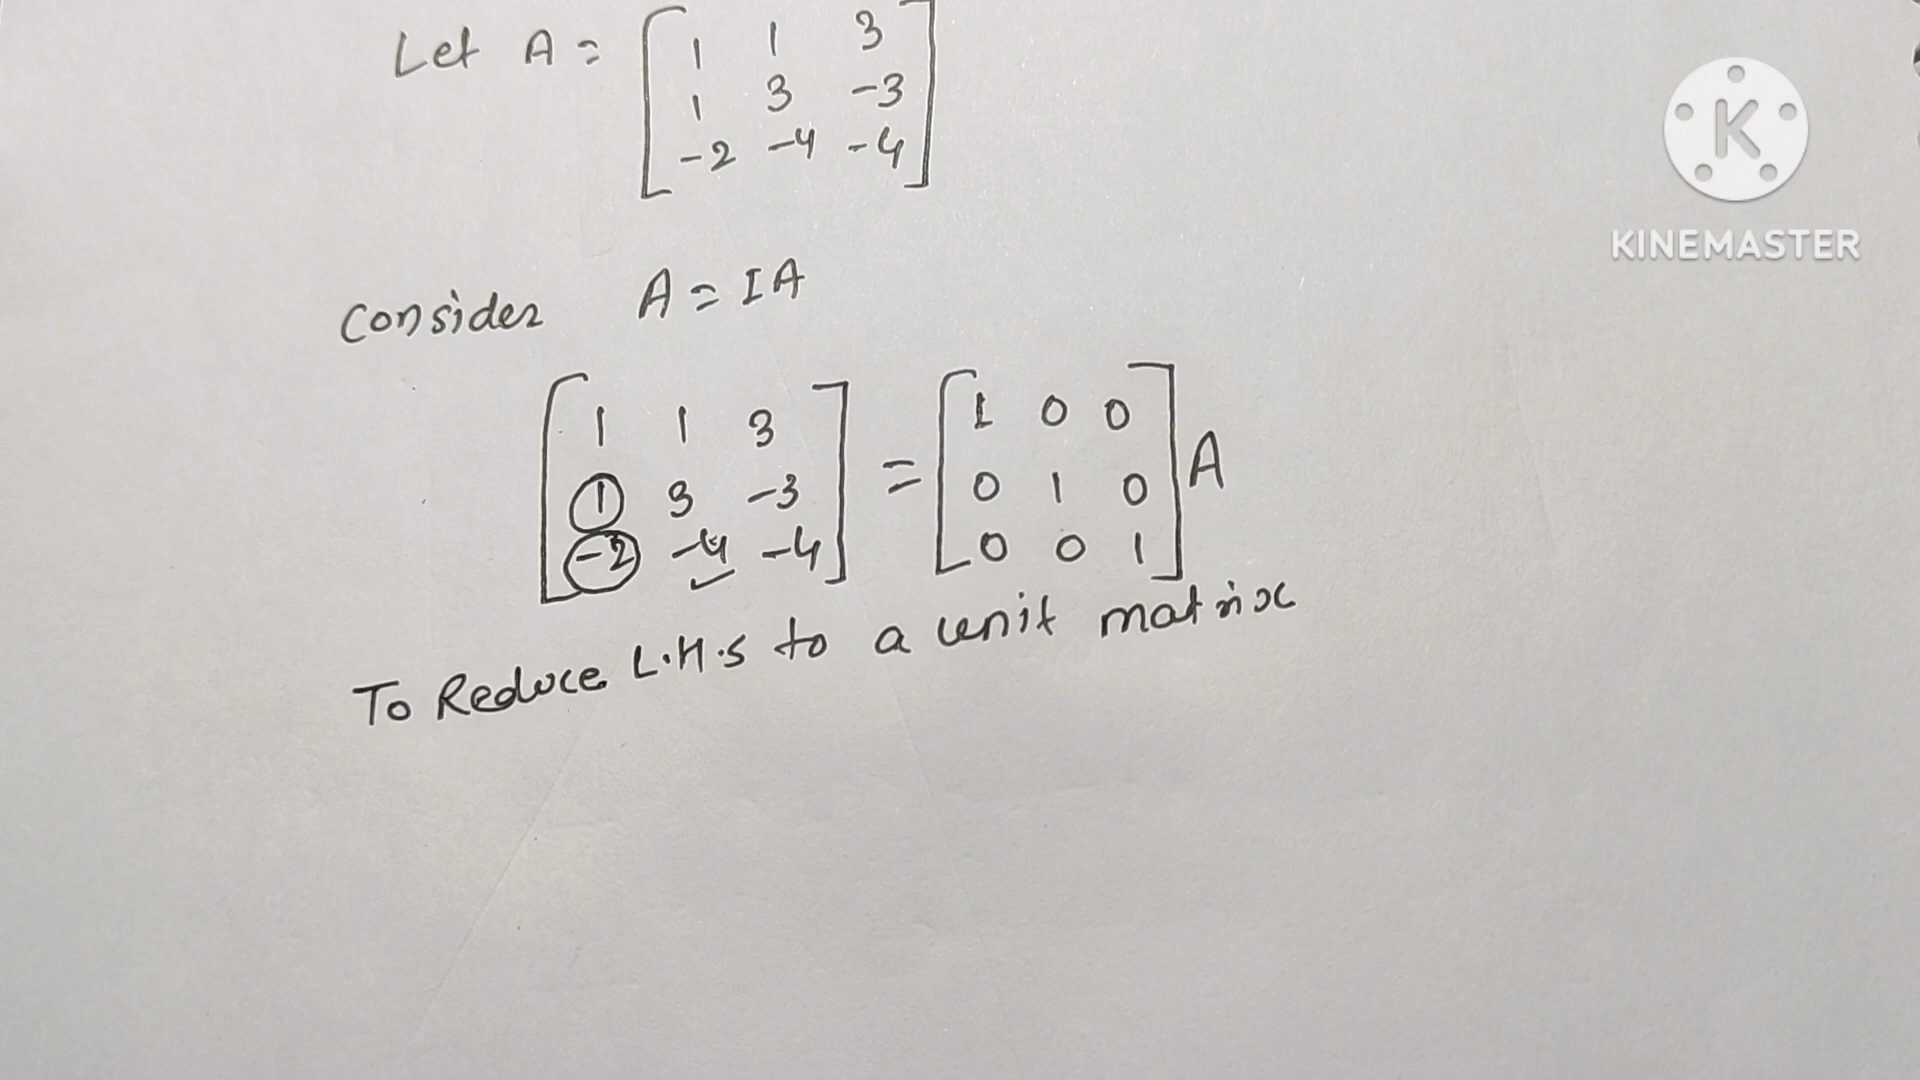 Let A = [ 1 1 3
1 3 -3
-2 -4 -4 ]
K
KINEMASTER
Consider A = IA
[ 1 1 3 ] = [ 1 0 0 ] A
1 3 -3 0 1 0
-2 -4 -4 0 0 1
To Reduce L.H.S to a unit matrix